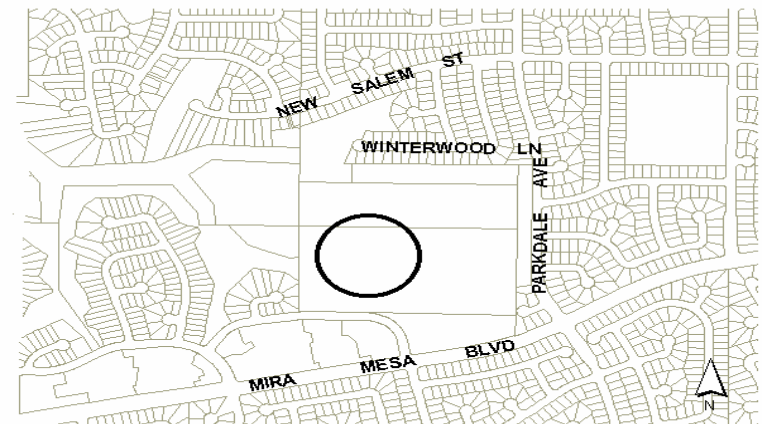 NEW SALEM ST
WINTERWOOD LN
PARKDALE AVE
MIRA MESA BLVD
N